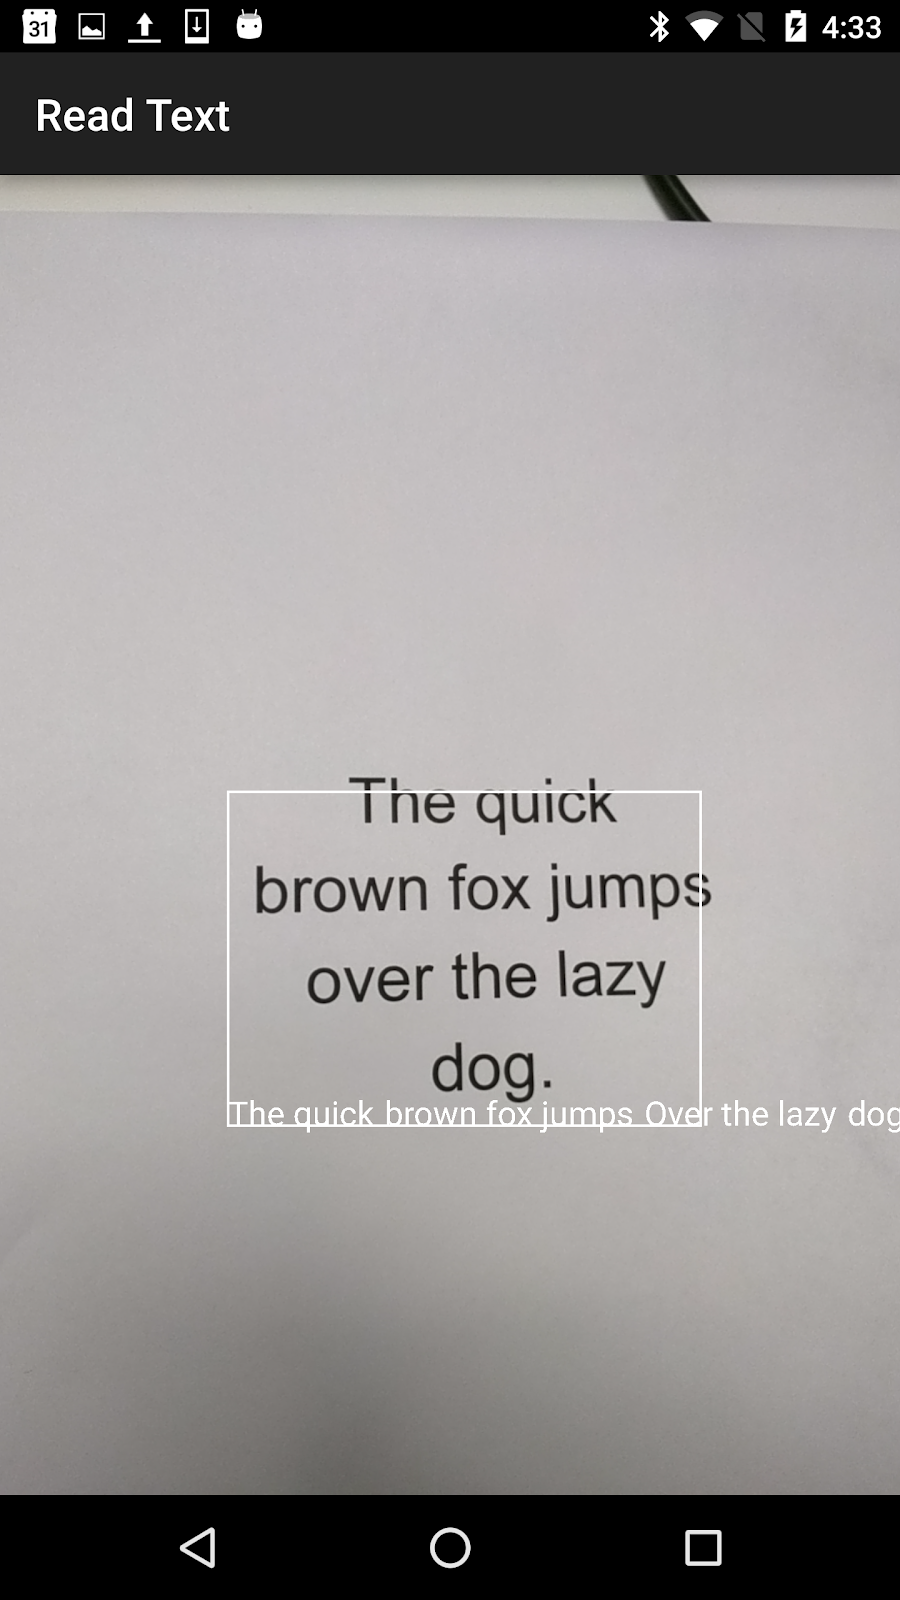 31
4:33
Read Text
The quick
brown fox jumps
over the lazy
dog.
The quick brown fox jumps Over the lazy dog